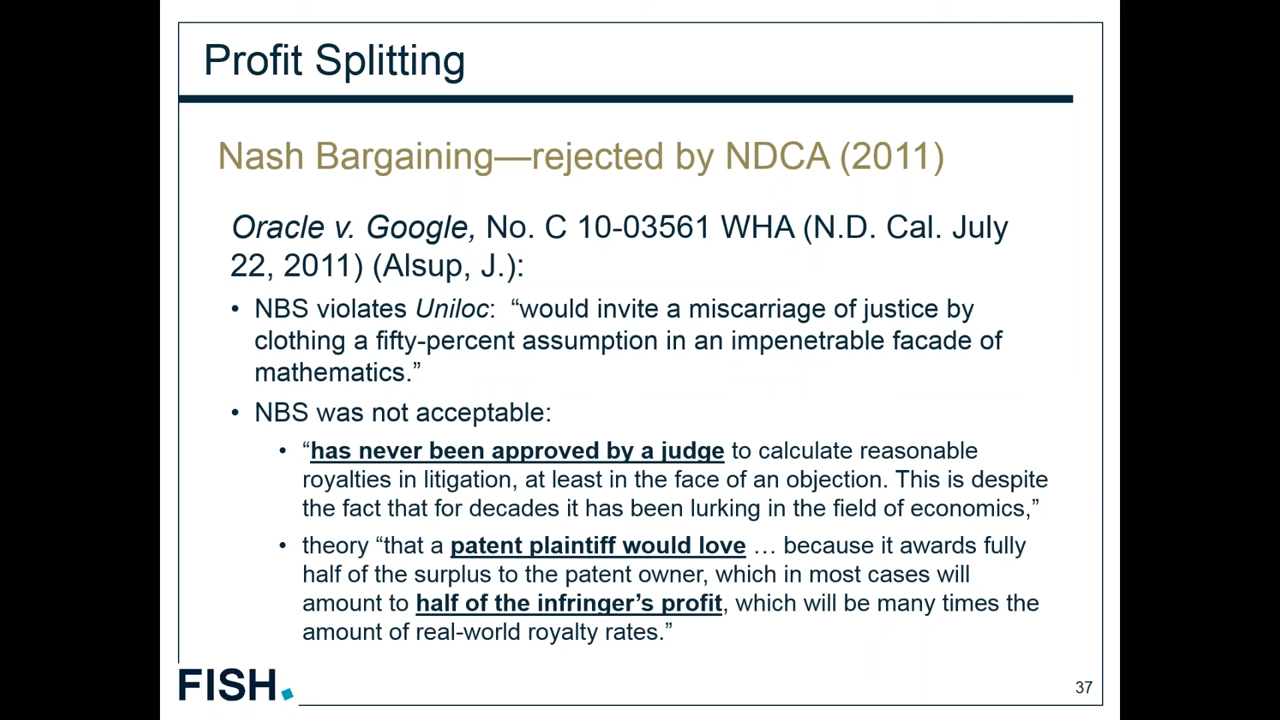 Profit Splitting
Nash Bargaining—rejected by NDCA (2011)
Oracle v. Google, No. C 10-03561 WHA (N.D. Cal. July
22, 2011) (Alsup, J.):
• NBS violates Uniloc: “would invite a miscarriage of justice by
clothing a fifty-percent assumption in an impenetrable facade of
mathematics.”
• NBS was not acceptable:
• “has never been approved by a judge to calculate reasonable
royalties in litigation, at least in the face of an objection. This is despite
the fact that for decades it has been lurking in the field of economics,”
• theory “that a patent plaintiff would love … because it awards fully
half of the surplus to the patent owner, which in most cases will
amount to half of the infringer’s profit, which will be many times the
amount of real-world royalty rates.”
FISH.
37